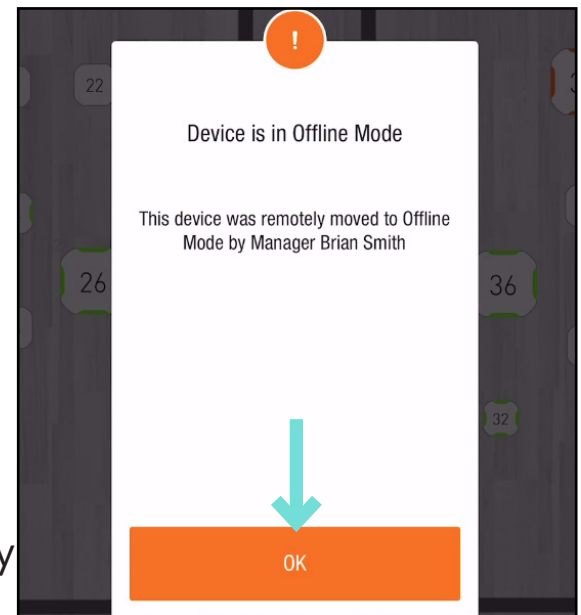 !
22
Device is in Offline Mode
This device was remotely moved to Offline
Mode by Manager Brian Smith
26
36
32
y
OK